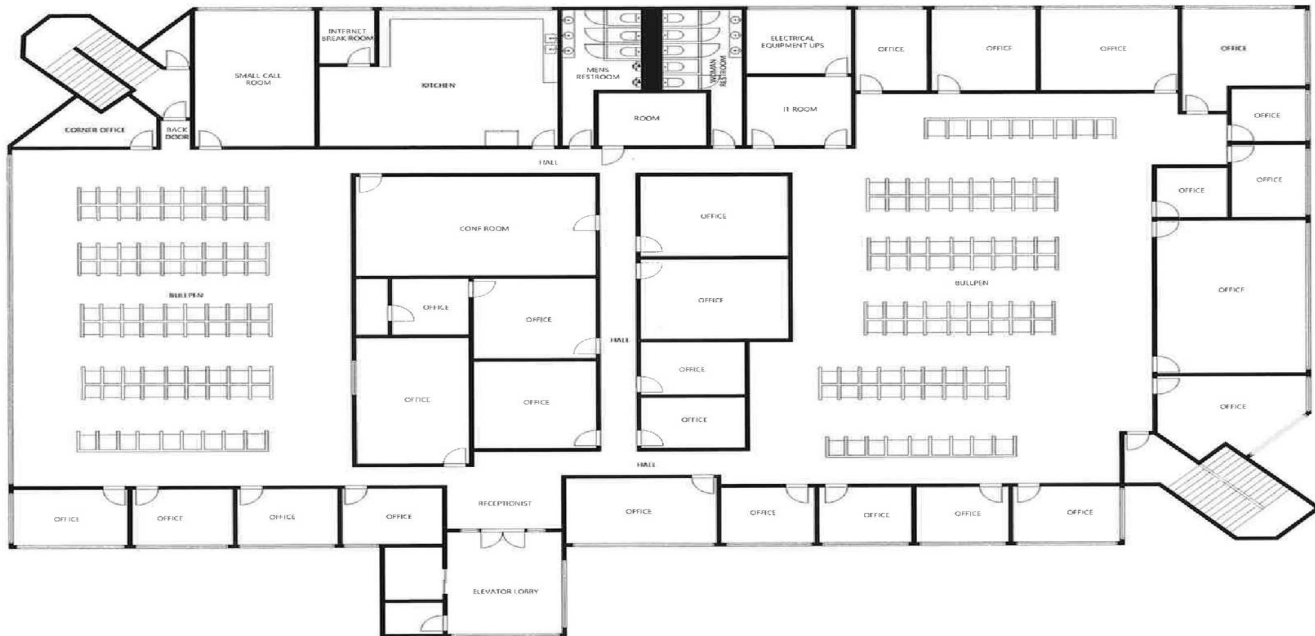 INTERNET
BREAK ROOM
SMALL CALL
ROOM
KITCHEN
MENS
RESTROOM
WOMAN
RESTROOM
ELECTRICAL
EQUIPMENT UPS
OFFICE
OFFICE
OFFICE
OFFICE
IT ROOM
ROOM
OFFICE
CORNER OFFICE
BACK
DOOR
HALL
OFFICE
OFFICE
CONF ROOM
OFFICE
BULLPEN
BULLPEN
OFFICE
OFFICE
OFFICE
OFFICE
OFFICE
HALL
OFFICE
OFFICE
OFFICE
OFFICE
OFFICE
HALL
RECEPTIONIST
OFFICE
OFFICE
OFFICE
OFFICE
OFFICE
OFFICE
OFFICE
OFFICE
OFFICE
ELEVATOR LOBBY